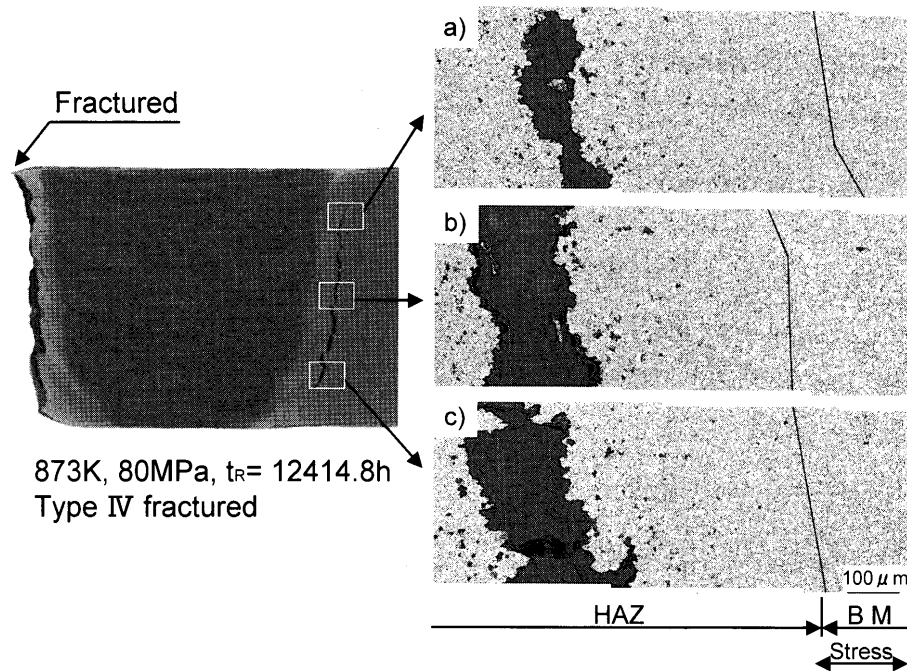 Fractured
a)
b)
c)
873K, 80MPa, tR= 12414.8h
Type Ⅳ fractured
100 μm
HAZ
B M
Stress